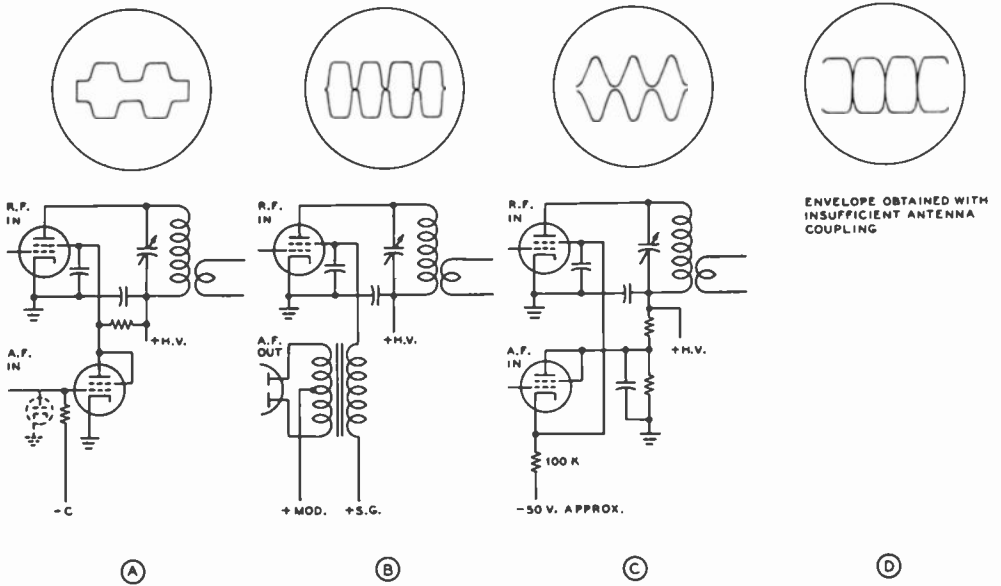 R.F.
IN
A.F.
IN
+H.V.
-C
R.F.
IN
A.F.
OUT
+H.V.
+MOD.
+S.G.
R.F.
IN
A.F.
IN
+H.V.
100 K
-50 V. APPROX.
ENVELOPE OBTAINED WITH
INSUFFICIENT ANTENNA
COUPLING
A
B
C
D